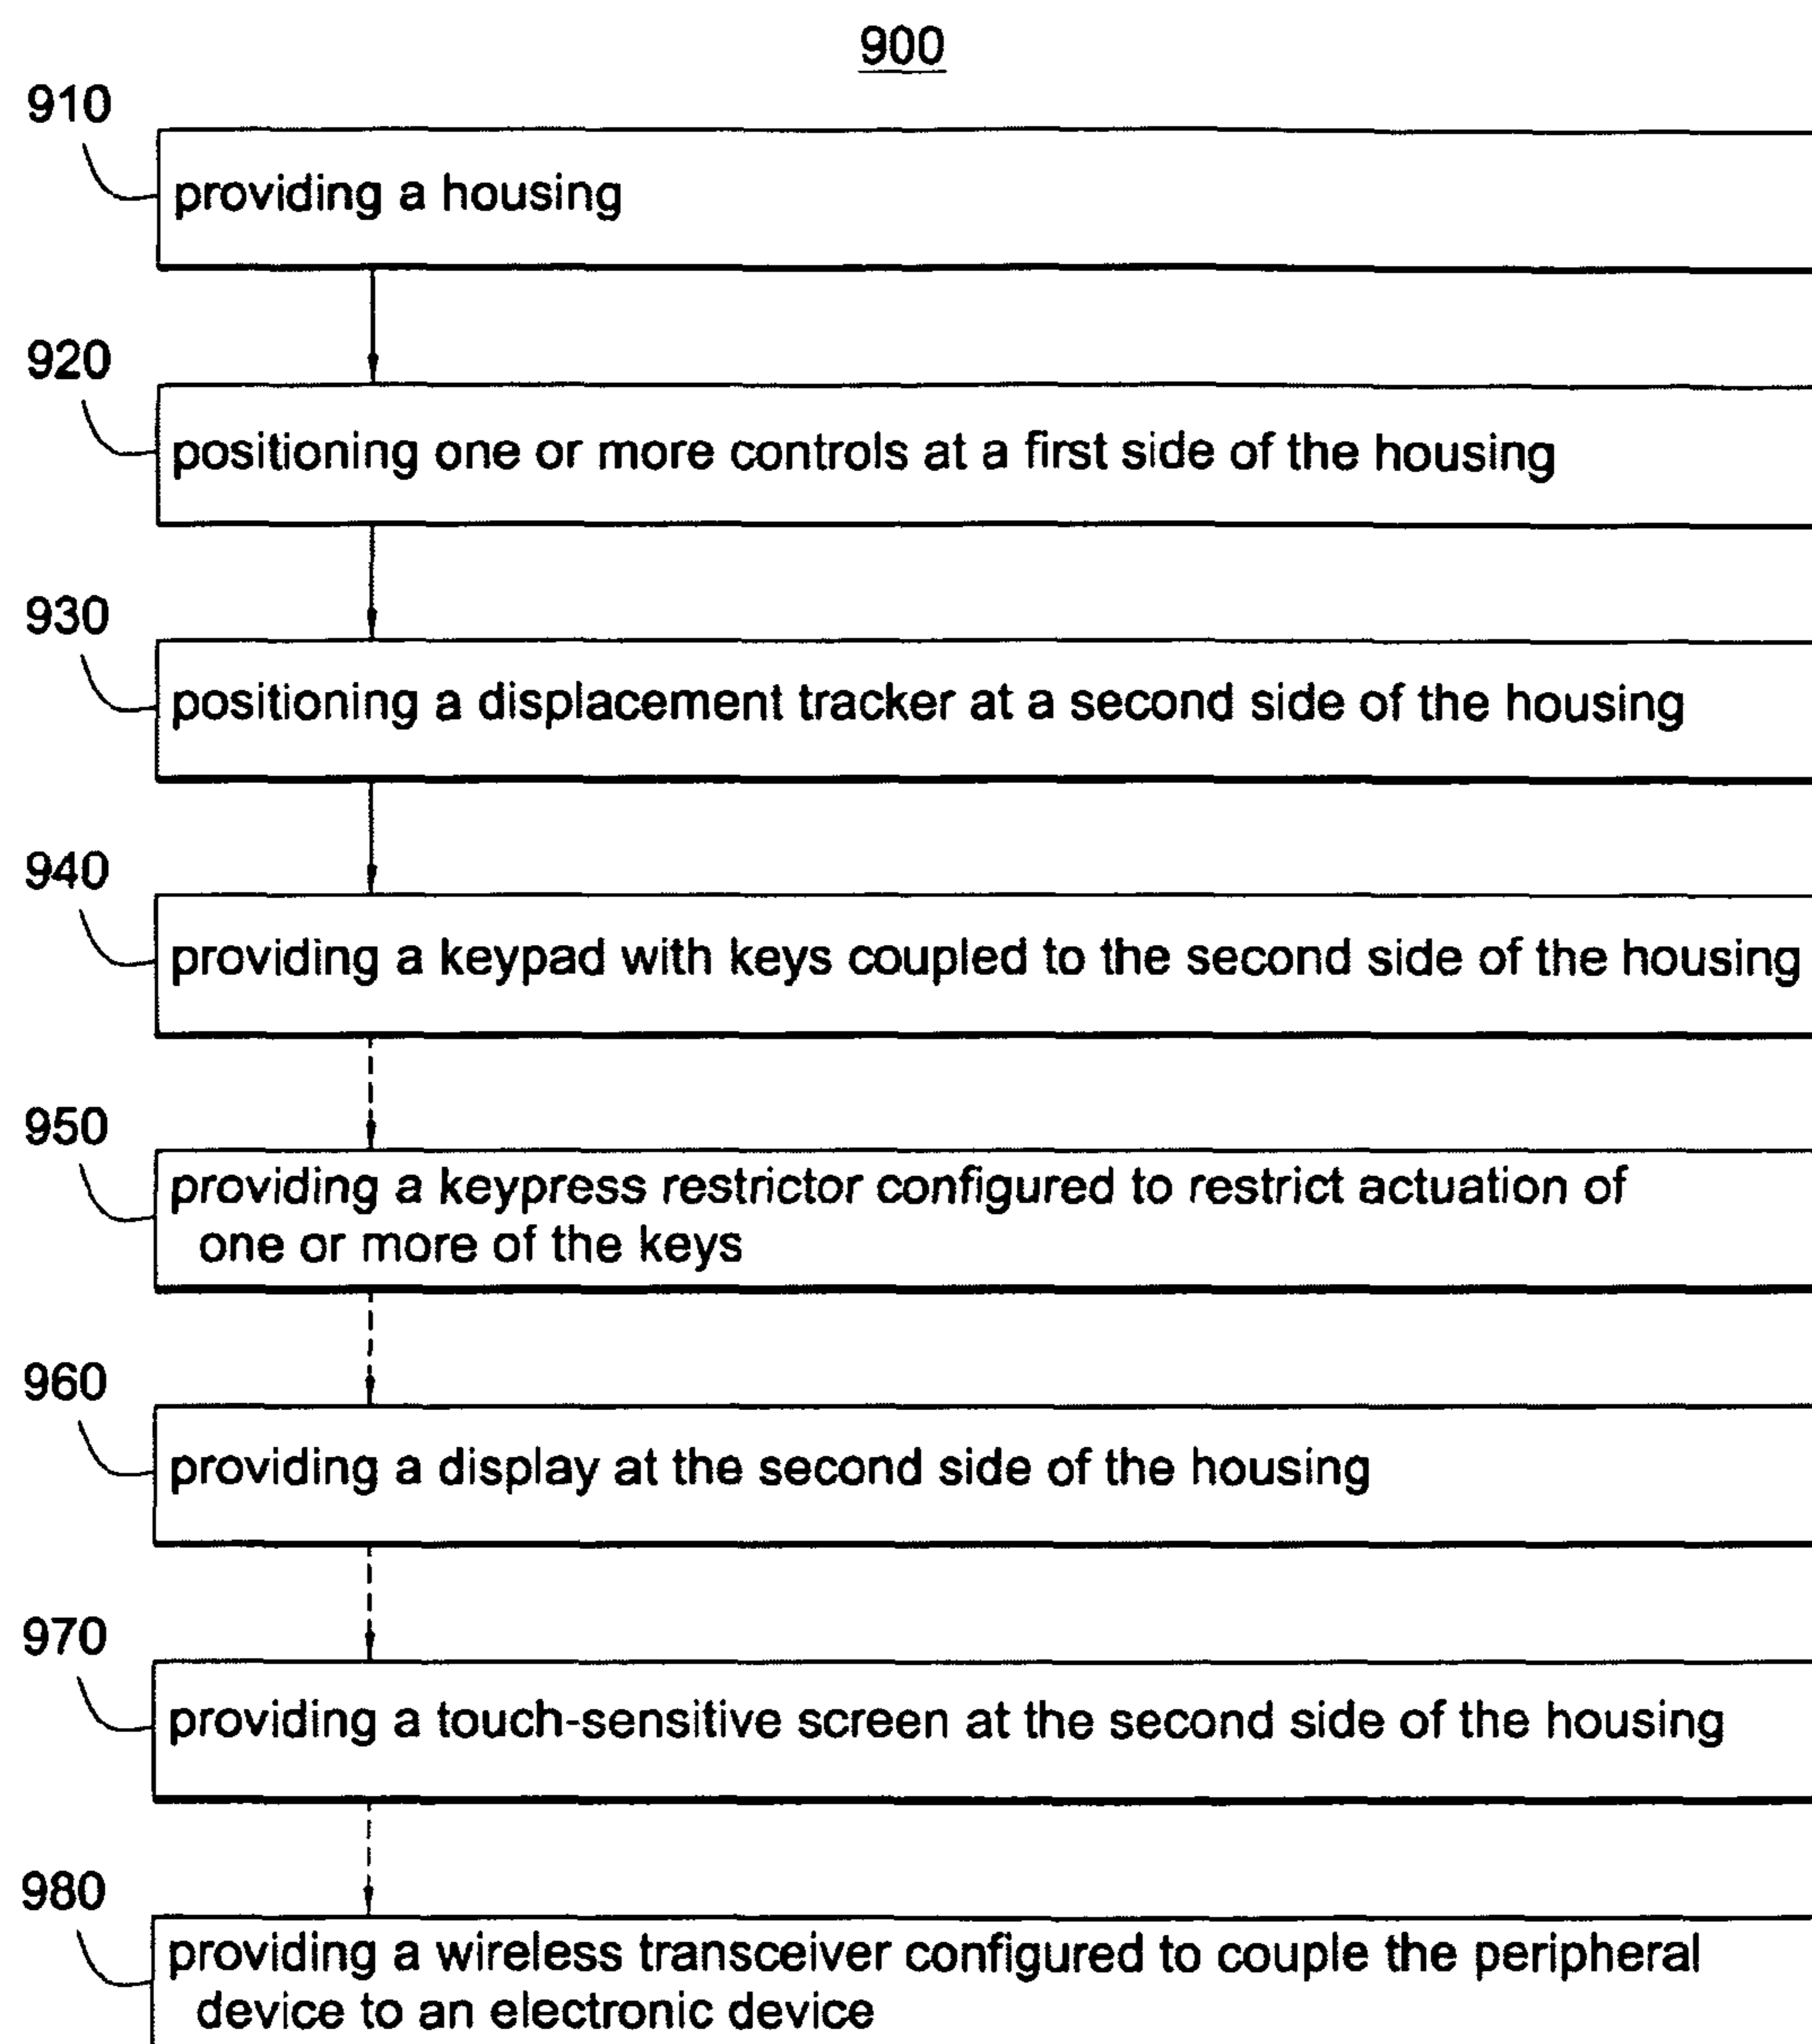 900
910
providing a housing
920
positioning one or more controls at a first side of the housing
930
positioning a displacement tracker at a second side of the housing
940
providing a keypad with keys coupled to the second side of the housing
950
providing a keypress restrictor configured to restrict actuation of
one or more of the keys
960
providing a display at the second side of the housing
970
providing a touch-sensitive screen at the second side of the housing
980
providing a wireless transceiver configured to couple the peripheral
device to an electronic device